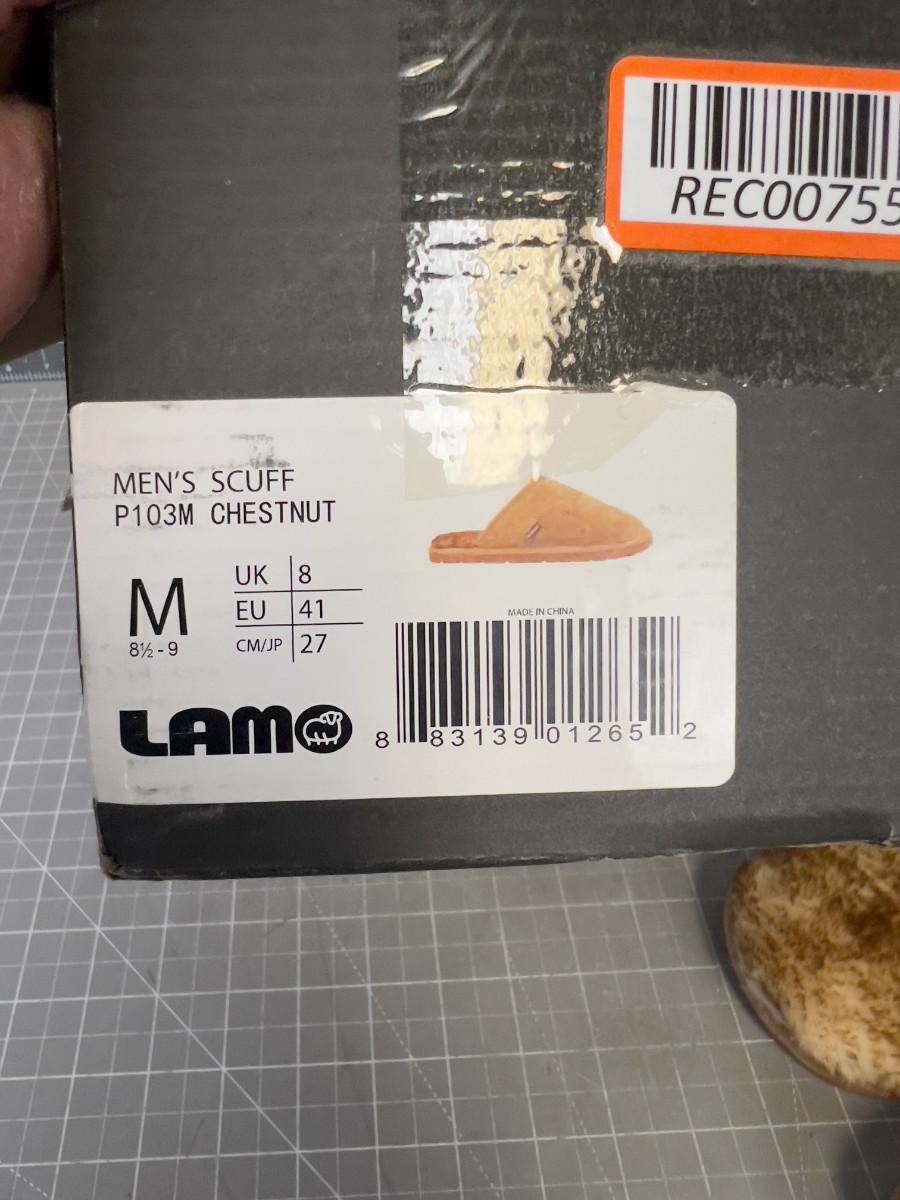 REC00755
MEN'S SCUFF
P103M CHESTNUT
M
8½ - 9
UK 8
EU 41
CM/JP 27
MADE IN CHINA
LAMO
8 83139 01265 2